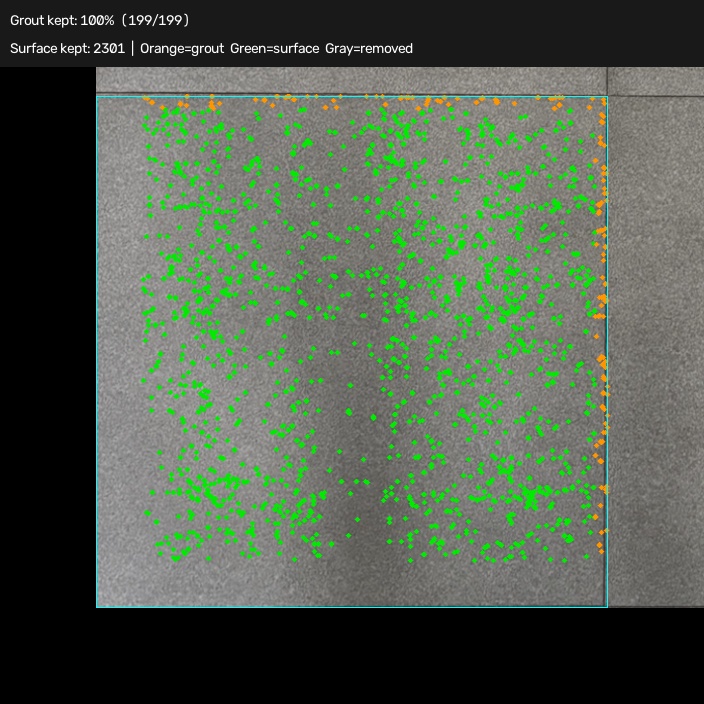 Grout kept: 100%  (199/199)
Surface kept: 2301  |  Orange=grout  Green=surface  Gray=removed